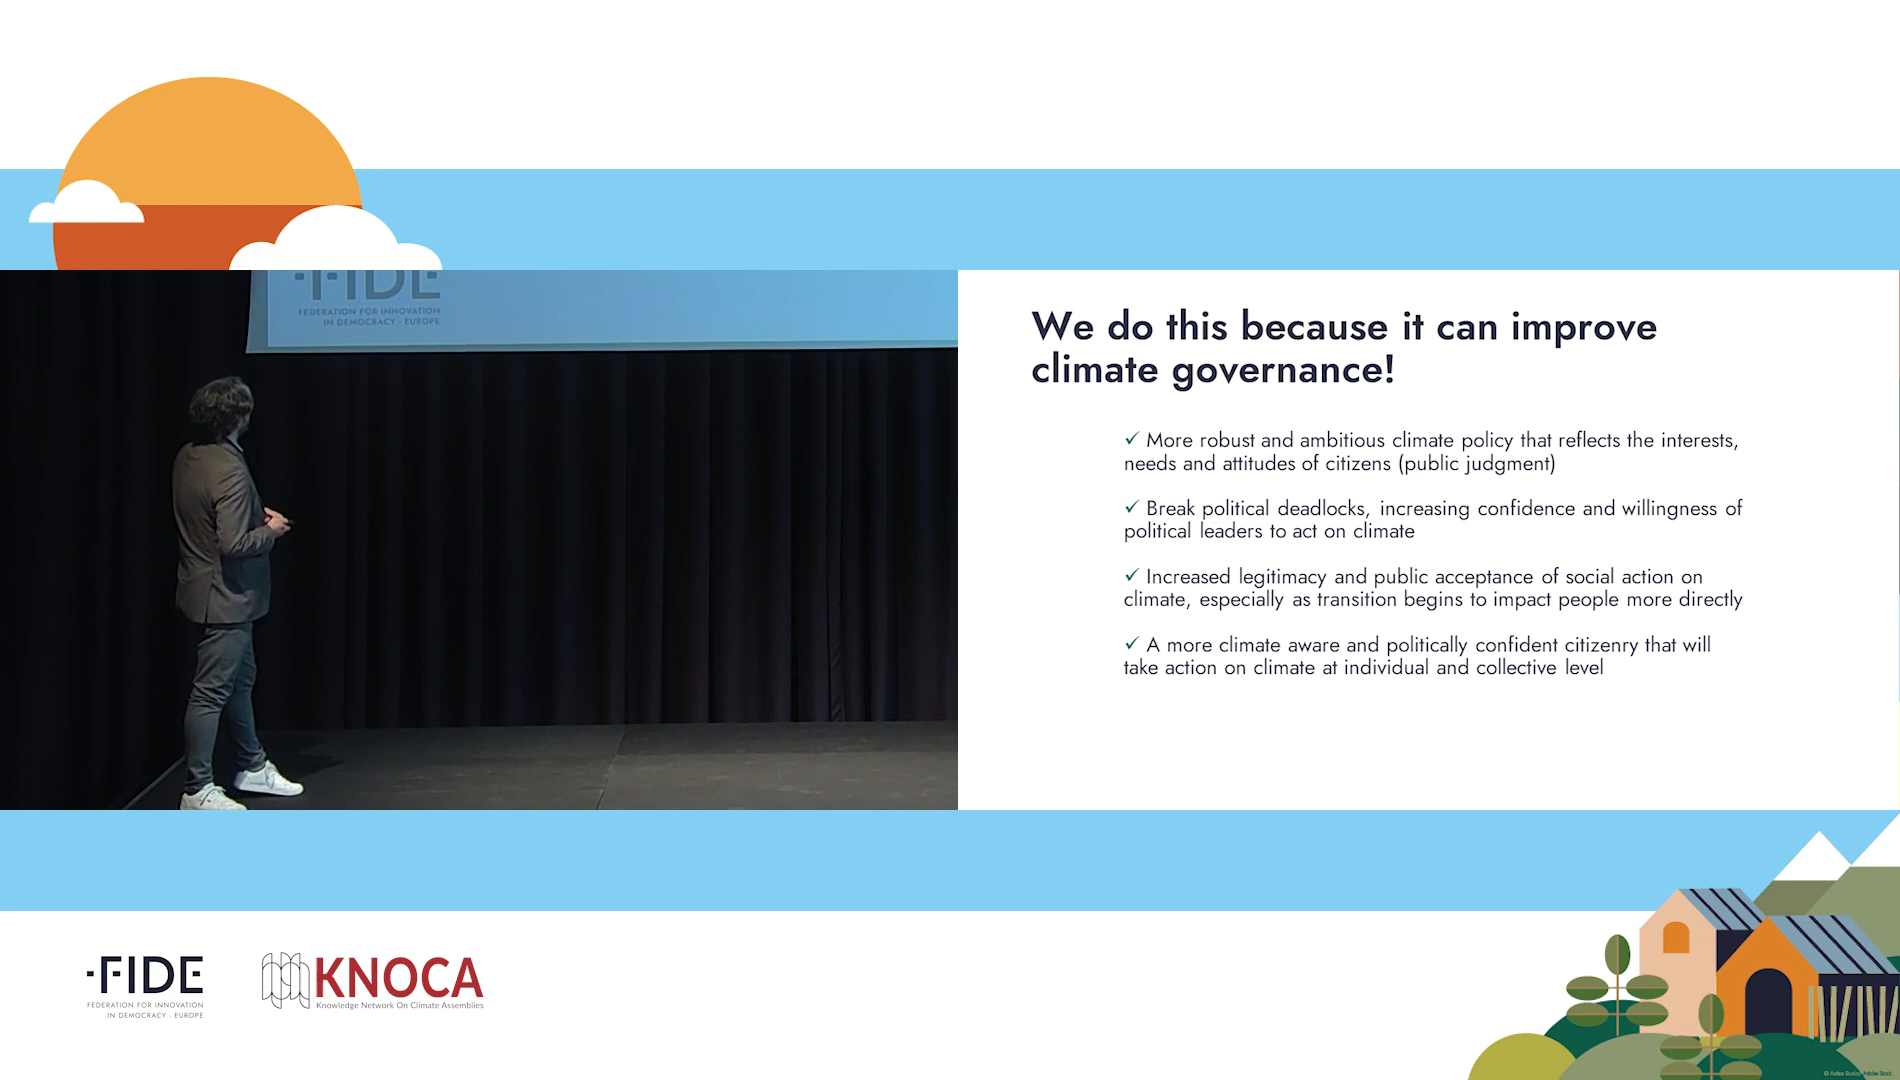 FIDE
FEDERATION FOR INNOVATION
IN DEMOCRACY - EUROPE
We do this because it can improve
climate governance!
✓ More robust and ambitious climate policy that reflects the interests,
needs and attitudes of citizens (public judgment)
✓ Break political deadlocks, increasing confidence and willingness of
political leaders to act on climate
✓ Increased legitimacy and public acceptance of social action on
climate, especially as transition begins to impact people more directly
✓ A more climate aware and politically confident citizenry that will
take action on climate at individual and collective level
·FIDE
FEDERATION FOR INNOVATION
IN DEMOCRACY - EUROPE
KNOCA
Knowledge Network On Climate Assemblies